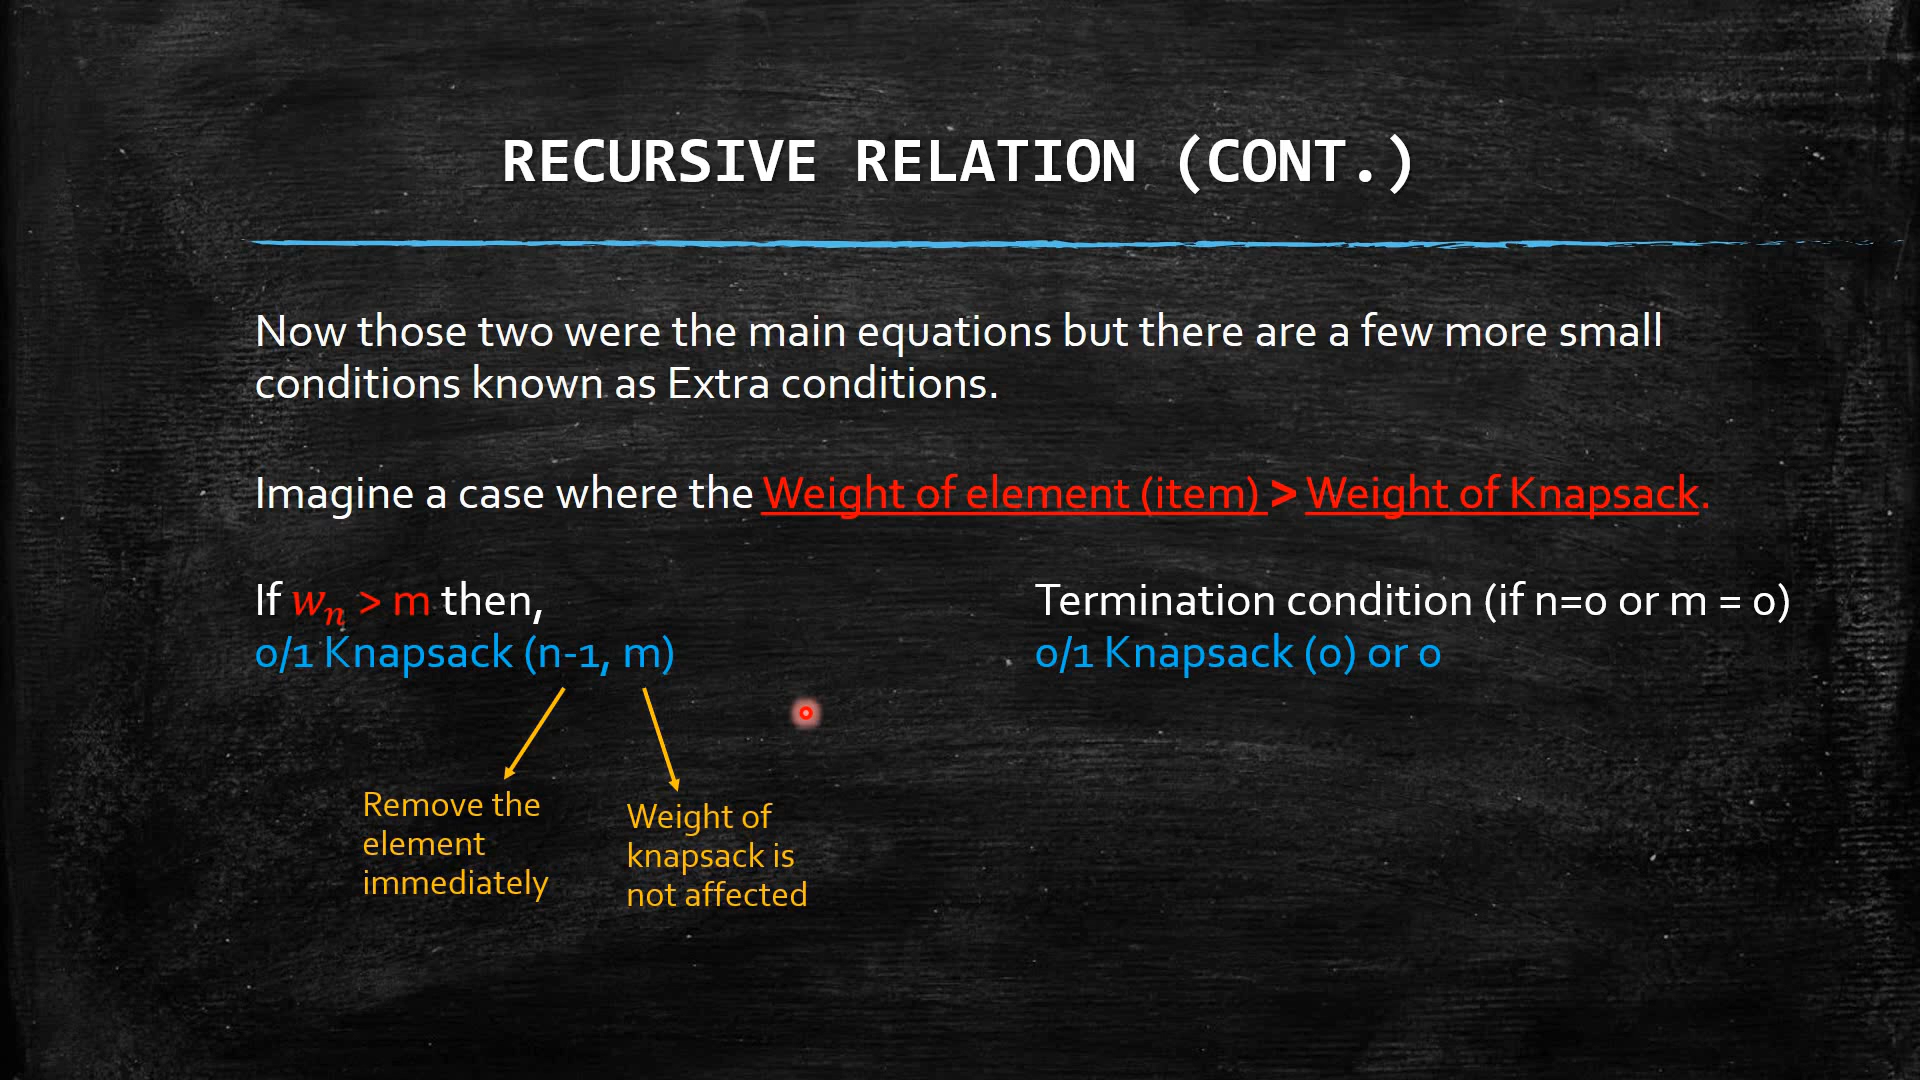 RECURSIVE RELATION (CONT.)
Now those two were the main equations but there are a few more small
conditions known as Extra conditions.
Imagine a case where the Weight of element (item) > Weight of Knapsack.
If wₙ > m then,
0/1 Knapsack (n-1, m)
Remove the
element
immediately
Weight of
knapsack is
not affected
Termination condition (if n=0 or m = 0)
0/1 Knapsack (0) or 0